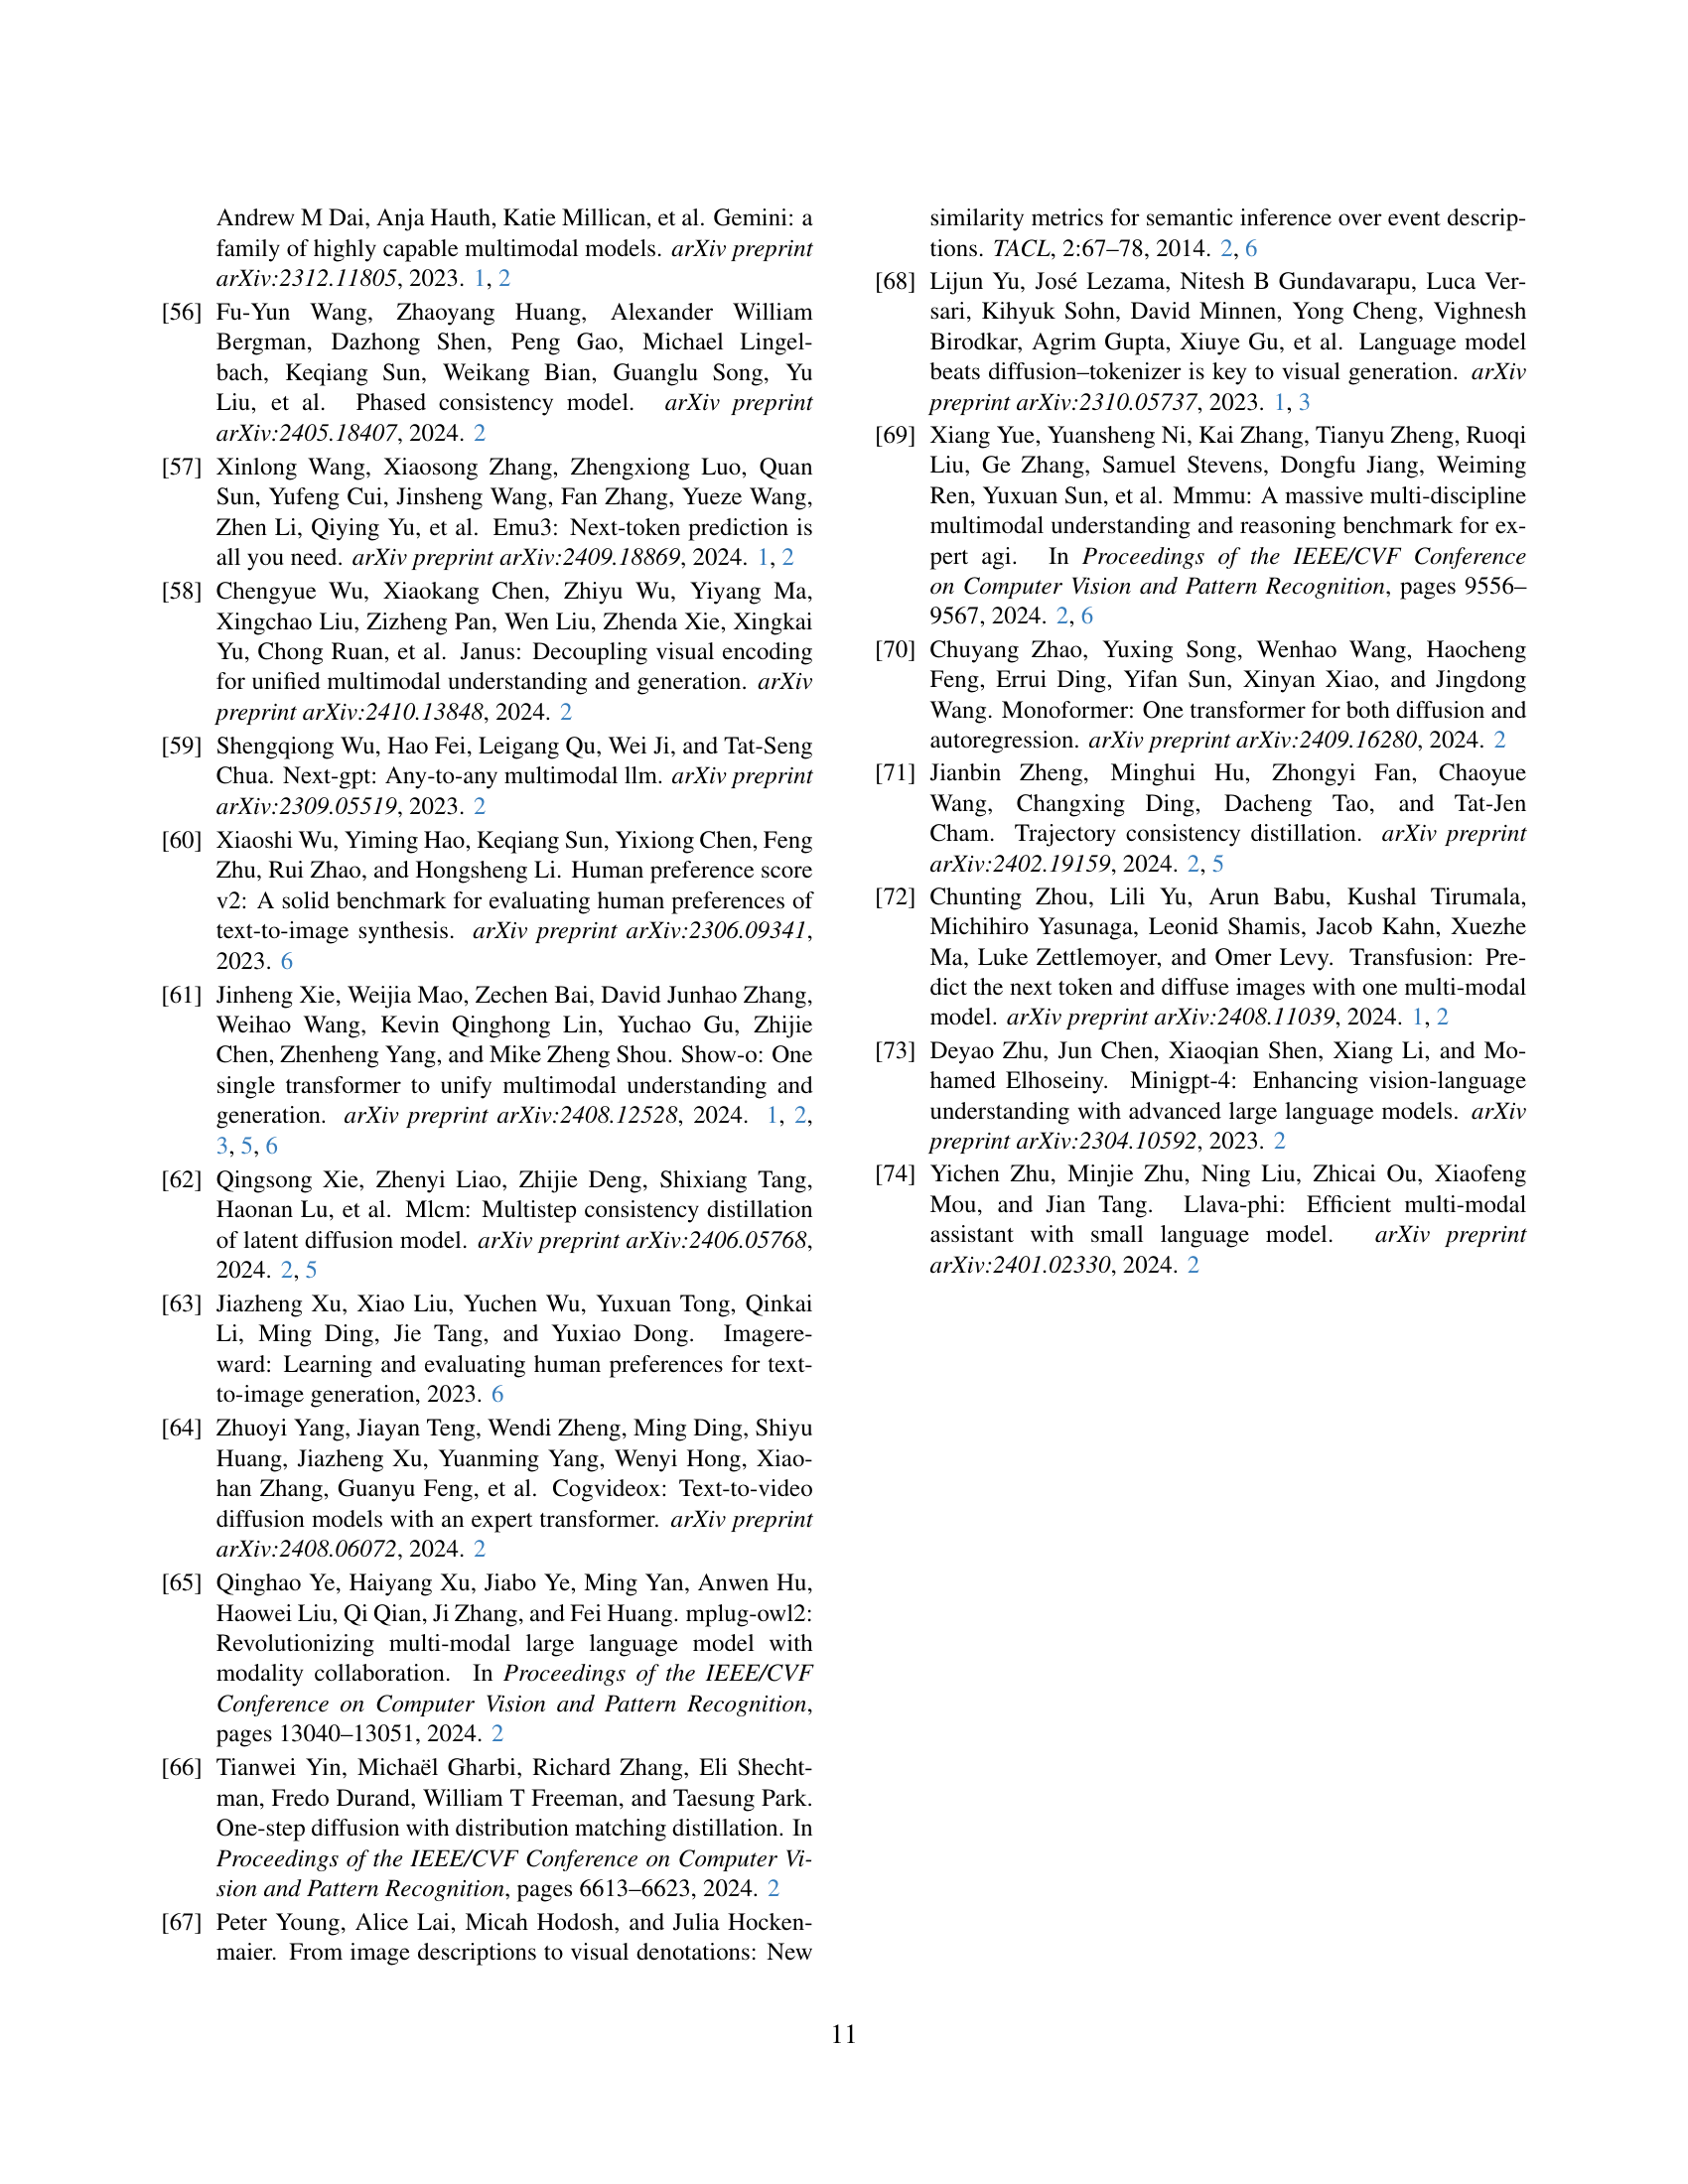 Andrew M Dai, Anja Hauth, Katie Millican, et al. Gemini: a
family of highly capable multimodal models. arXiv preprint
arXiv:2312.11805, 2023. 1, 2
[56] Fu-Yun Wang, Zhaoyang Huang, Alexander William
Bergman, Dazhong Shen, Peng Gao, Michael Lingel-
bach, Keqiang Sun, Weikang Bian, Guanglu Song, Yu
Liu, et al. Phased consistency model. arXiv preprint
arXiv:2405.18407, 2024. 2
[57] Xinlong Wang, Xiaosong Zhang, Zhengxiong Luo, Quan
Sun, Yufeng Cui, Jinsheng Wang, Fan Zhang, Yueze Wang,
Zhen Li, Qiying Yu, et al. Emu3: Next-token prediction is
all you need. arXiv preprint arXiv:2409.18869, 2024. 1, 2
[58] Chengyue Wu, Xiaokang Chen, Zhiyu Wu, Yiyang Ma,
Xingchao Liu, Zizheng Pan, Wen Liu, Zhenda Xie, Xingkai
Yu, Chong Ruan, et al. Janus: Decoupling visual encoding
for unified multimodal understanding and generation. arXiv
preprint arXiv:2410.13848, 2024. 2
[59] Shengqiong Wu, Hao Fei, Leigang Qu, Wei Ji, and Tat-Seng
Chua. Next-gpt: Any-to-any multimodal llm. arXiv preprint
arXiv:2309.05519, 2023. 2
[60] Xiaoshi Wu, Yiming Hao, Keqiang Sun, Yixiong Chen, Feng
Zhu, Rui Zhao, and Hongsheng Li. Human preference score
v2: A solid benchmark for evaluating human preferences of
text-to-image synthesis. arXiv preprint arXiv:2306.09341,
2023. 6
[61] Jinheng Xie, Weijia Mao, Zechen Bai, David Junhao Zhang,
Weihao Wang, Kevin Qinghong Lin, Yuchao Gu, Zhijie
Chen, Zhenheng Yang, and Mike Zheng Shou. Show-o: One
single transformer to unify multimodal understanding and
generation. arXiv preprint arXiv:2408.12528, 2024. 1, 2,
3, 5, 6
[62] Qingsong Xie, Zhenyi Liao, Zhijie Deng, Shixiang Tang,
Haonan Lu, et al. Mlcm: Multistep consistency distillation
of latent diffusion model. arXiv preprint arXiv:2406.05768,
2024. 2, 5
[63] Jiazheng Xu, Xiao Liu, Yuchen Wu, Yuxuan Tong, Qinkai
Li, Ming Ding, Jie Tang, and Yuxiao Dong. Imagere-
ward: Learning and evaluating human preferences for text-
to-image generation, 2023. 6
[64] Zhuoyi Yang, Jiayan Teng, Wendi Zheng, Ming Ding, Shiyu
Huang, Jiazheng Xu, Yuanming Yang, Wenyi Hong, Xiao-
han Zhang, Guanyu Feng, et al. Cogvideox: Text-to-video
diffusion models with an expert transformer. arXiv preprint
arXiv:2408.06072, 2024. 2
[65] Qinghao Ye, Haiyang Xu, Jiabo Ye, Ming Yan, Anwen Hu,
Haowei Liu, Qi Qian, Ji Zhang, and Fei Huang. mplug-owl2:
Revolutionizing multi-modal large language model with
modality collaboration. In Proceedings of the IEEE/CVF
Conference on Computer Vision and Pattern Recognition,
pages 13040–13051, 2024. 2
[66] Tianwei Yin, Michaël Gharbi, Richard Zhang, Eli Shecht-
man, Fredo Durand, William T Freeman, and Taesung Park.
One-step diffusion with distribution matching distillation. In
Proceedings of the IEEE/CVF Conference on Computer Vi-
sion and Pattern Recognition, pages 6613–6623, 2024. 2
[67] Peter Young, Alice Lai, Micah Hodosh, and Julia Hocken-
maier. From image descriptions to visual denotations: New
similarity metrics for semantic inference over event descrip-
tions. TACL, 2:67–78, 2014. 2, 6
[68] Lijun Yu, José Lezama, Nitesh B Gundavarapu, Luca Ver-
sari, Kihyuk Sohn, David Minnen, Yong Cheng, Vighnesh
Birodkar, Agrim Gupta, Xiuye Gu, et al. Language model
beats diffusion–tokenizer is key to visual generation. arXiv
preprint arXiv:2310.05737, 2023. 1, 3
[69] Xiang Yue, Yuansheng Ni, Kai Zhang, Tianyu Zheng, Ruoqi
Liu, Ge Zhang, Samuel Stevens, Dongfu Jiang, Weiming
Ren, Yuxuan Sun, et al. Mmmu: A massive multi-discipline
multimodal understanding and reasoning benchmark for ex-
pert agi. In Proceedings of the IEEE/CVF Conference
on Computer Vision and Pattern Recognition, pages 9556–
9567, 2024. 2, 6
[70] Chuyang Zhao, Yuxing Song, Wenhao Wang, Haocheng
Feng, Errui Ding, Yifan Sun, Xinyan Xiao, and Jingdong
Wang. Monoformer: One transformer for both diffusion and
autoregression. arXiv preprint arXiv:2409.16280, 2024. 2
[71] Jianbin Zheng, Minghui Hu, Zhongyi Fan, Chaoyue
Wang, Changxing Ding, Dacheng Tao, and Tat-Jen
Cham. Trajectory consistency distillation. arXiv preprint
arXiv:2402.19159, 2024. 2, 5
[72] Chunting Zhou, Lili Yu, Arun Babu, Kushal Tirumala,
Michihiro Yasunaga, Leonid Shamis, Jacob Kahn, Xuezhe
Ma, Luke Zettlemoyer, and Omer Levy. Transfusion: Pre-
dict the next token and diffuse images with one multi-modal
model. arXiv preprint arXiv:2408.11039, 2024. 1, 2
[73] Deyao Zhu, Jun Chen, Xiaoqian Shen, Xiang Li, and Mo-
hamed Elhoseiny. Minigpt-4: Enhancing vision-language
understanding with advanced large language models. arXiv
preprint arXiv:2304.10592, 2023. 2
[74] Yichen Zhu, Minjie Zhu, Ning Liu, Zhicai Ou, Xiaofeng
Mou, and Jian Tang. Llava-phi: Efficient multi-modal
assistant with small language model. arXiv preprint
arXiv:2401.02330, 2024. 2
11